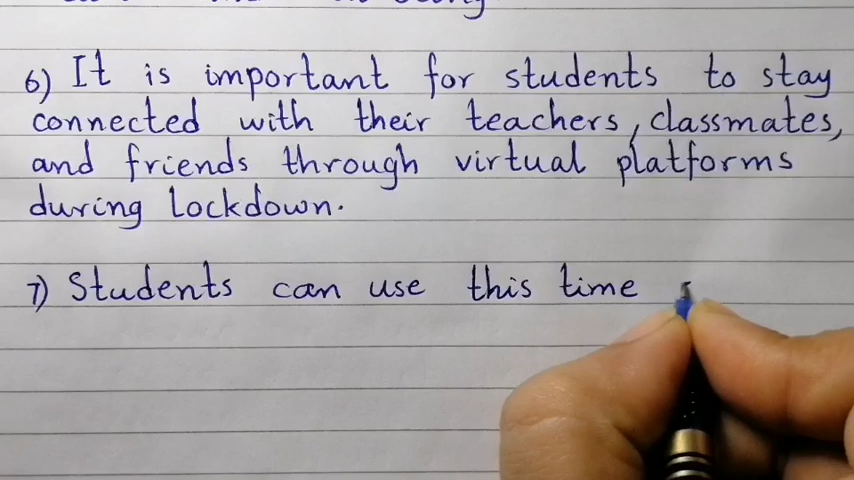 6) It is important for students to stay
connected with their teachers, classmates,
and friends through virtual platforms
during lockdown.
7) Students can use this time